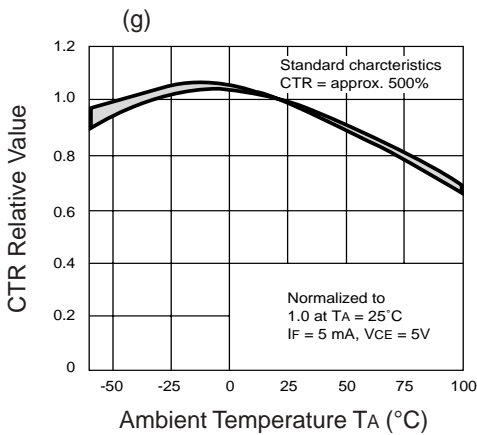 (g)
CTR Relative Value
1.2
1.0
0.8
0.6
0.4
0.2
0
Standard charcteristics
CTR = approx. 500%
Normalized to
1.0 at TA = 25˚C
IF = 5 mA, VCE = 5V
-50 -25 0 25 50 75 100
Ambient Temperature TA (°C)